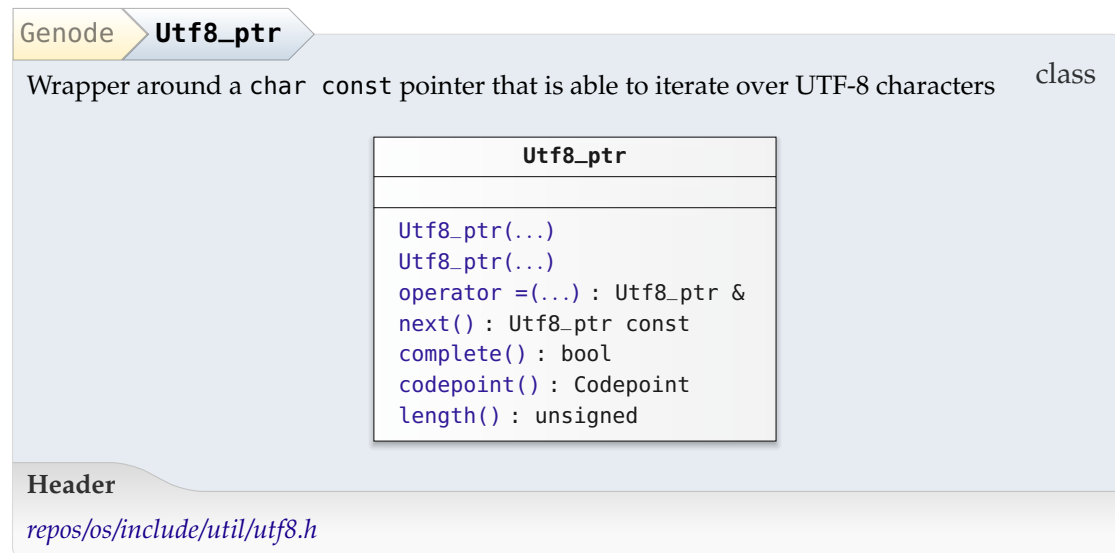 Genode Utf8_ptr
class
Wrapper around a char const pointer that is able to iterate over UTF-8 characters
Utf8_ptr
Utf8_ptr(...)
Utf8_ptr(...)
operator =(...) : Utf8_ptr &
next() : Utf8_ptr const
complete() : bool
codepoint() : Codepoint
length() : unsigned
Header
repos/os/include/util/utf8.h